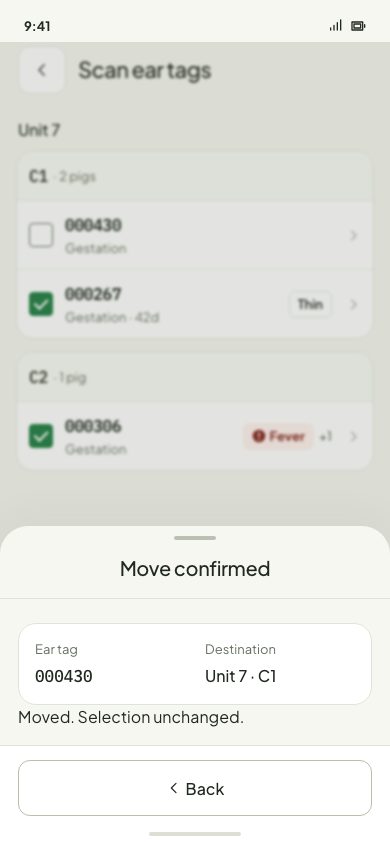 9:41
Scan ear tags
Unit 7
C1 · 2 pigs
000430
Gestation
000267
Gestation · 42d
Thin
C2 · 1 pig
000306
Gestation
Fever +1
Move confirmed
Ear tag Destination
000430 Unit 7 · C1
Moved. Selection unchanged.
Back